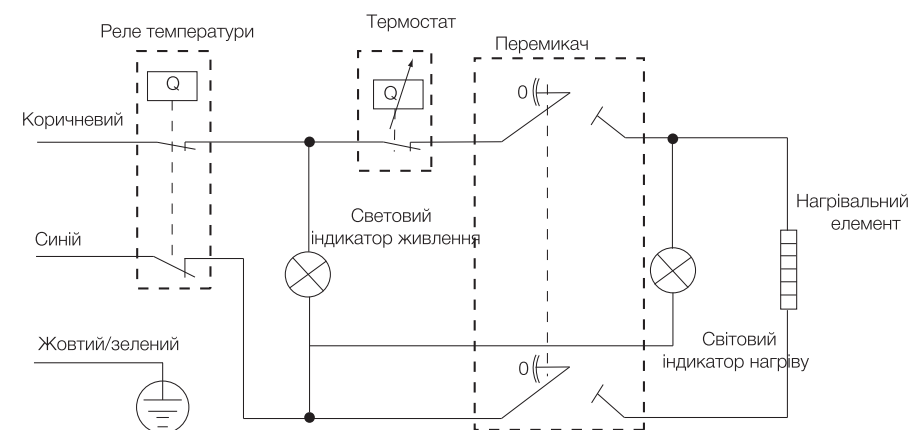 Термостат
Реле температури
Перемикач
Q
Q
0
Коричневий
Нагрівальний
елемент
Световий
індикатор живлення
Синій
Жовтий/зелений
Світовий
індикатор нагріву
0